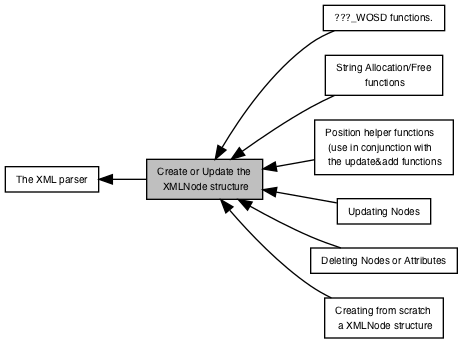 ???_WOSD functions.
String Allocation/Free
functions
Position helper functions
(use in conjunction with
the update&add functions
Create or Update the
XMLNode structure
The XML parser
Updating Nodes
Deleting Nodes or Attributes
Creating from scratch
a XMLNode structure